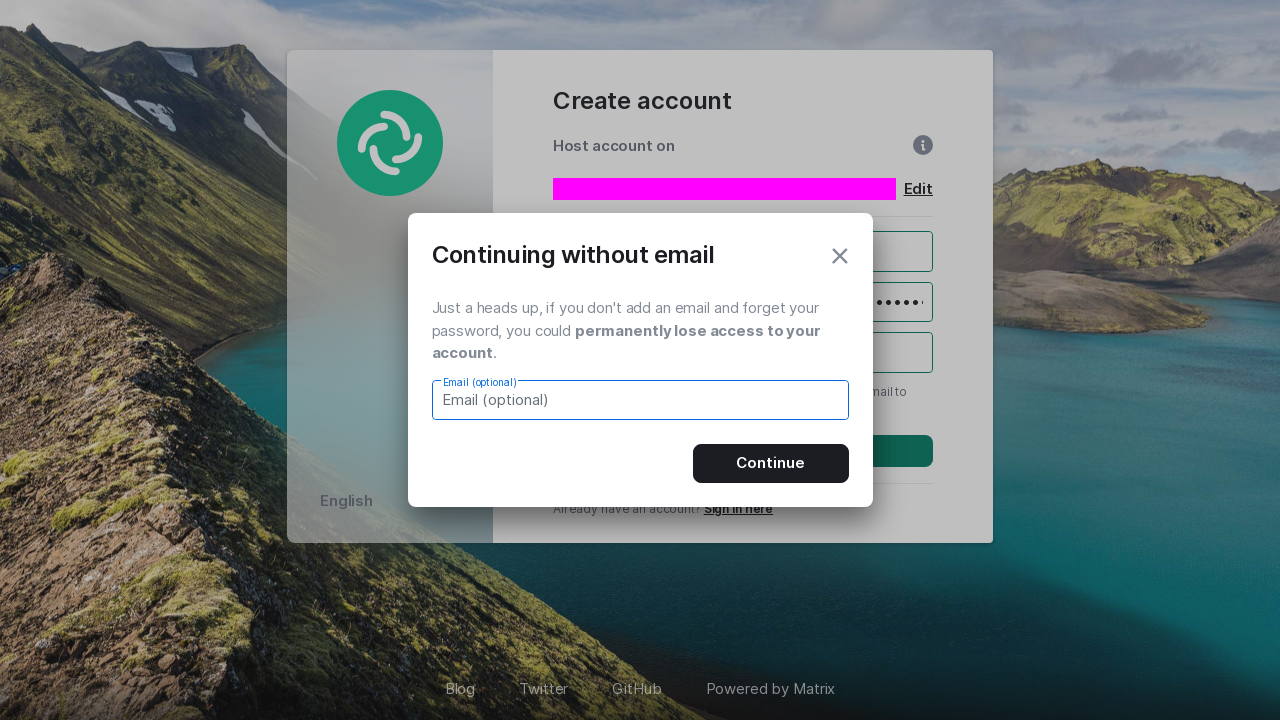 Create account
Host account on
Edit
Continuing without email
Just a heads up, if you don't add an email and forget your
password, you could permanently lose access to your
account.
Email (optional)
Email (optional)
mail to
Continue
English
Already have an account? Sign in here
Blog Twitter GitHub Powered by Matrix